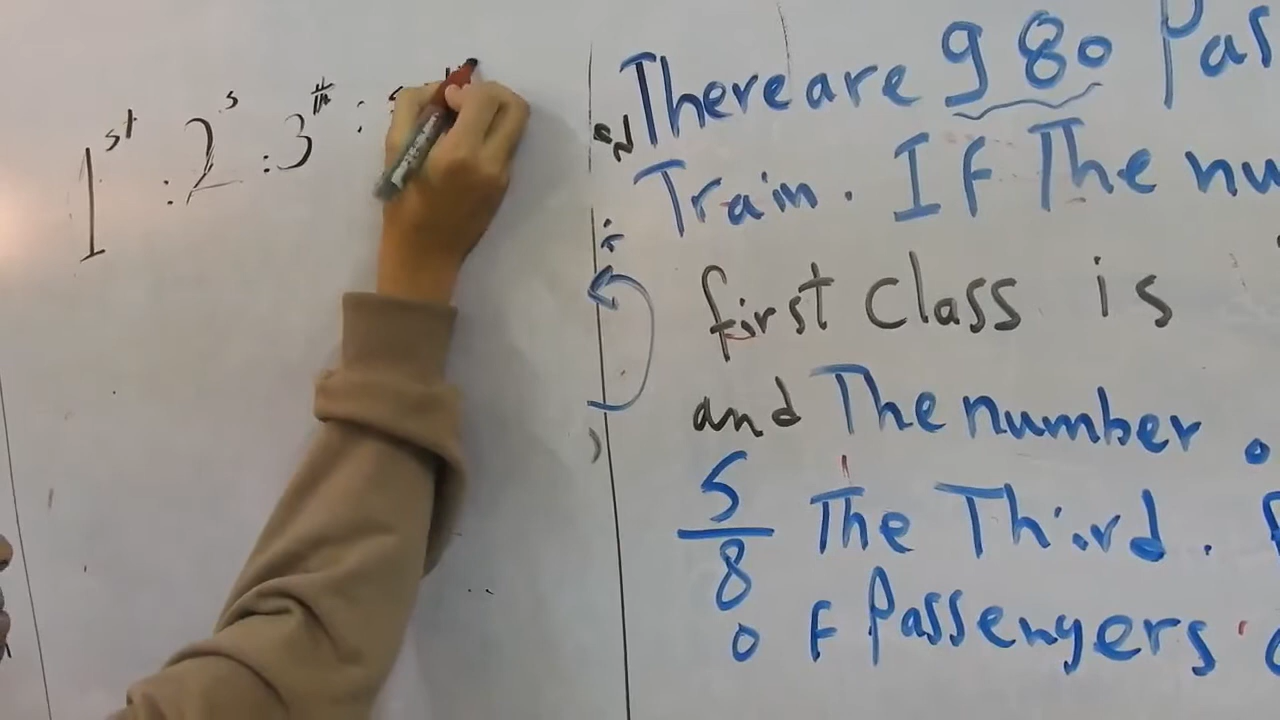 1st : 2s : 3th :
There are 980 Pas
Train. If The nu
first class is
and The number o
5/8 The Third.
of Passengers